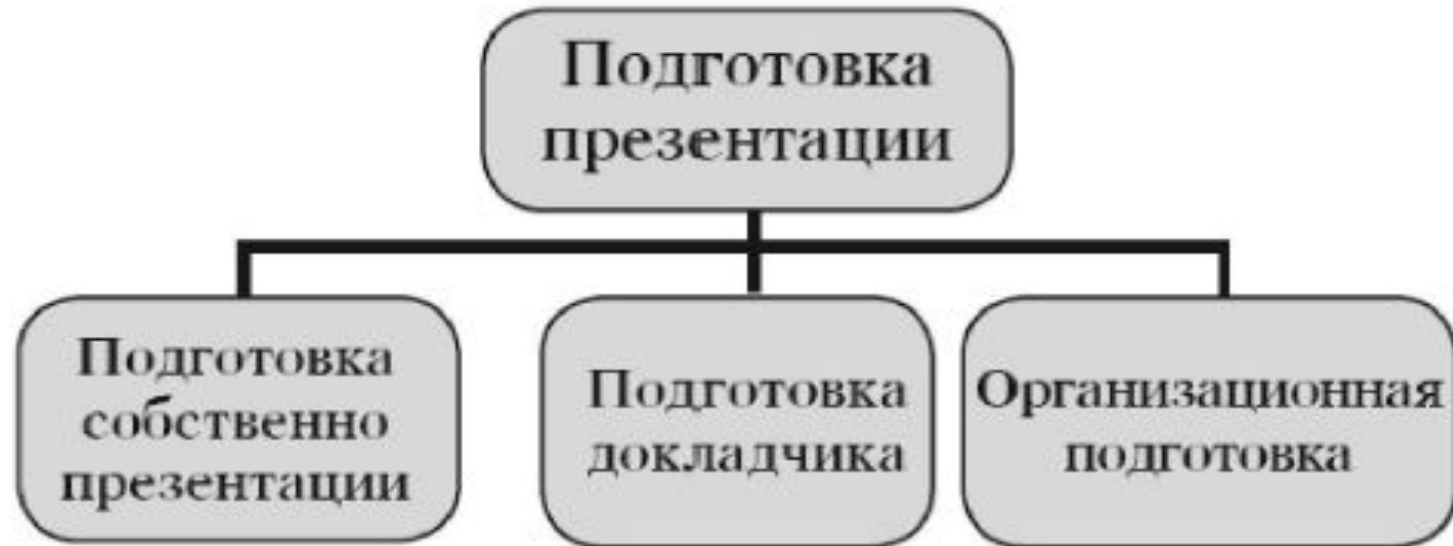 Подготовка
презентации
Подготовка
собственно
презентации
Подготовка
докладчика
Организационная
подготовка